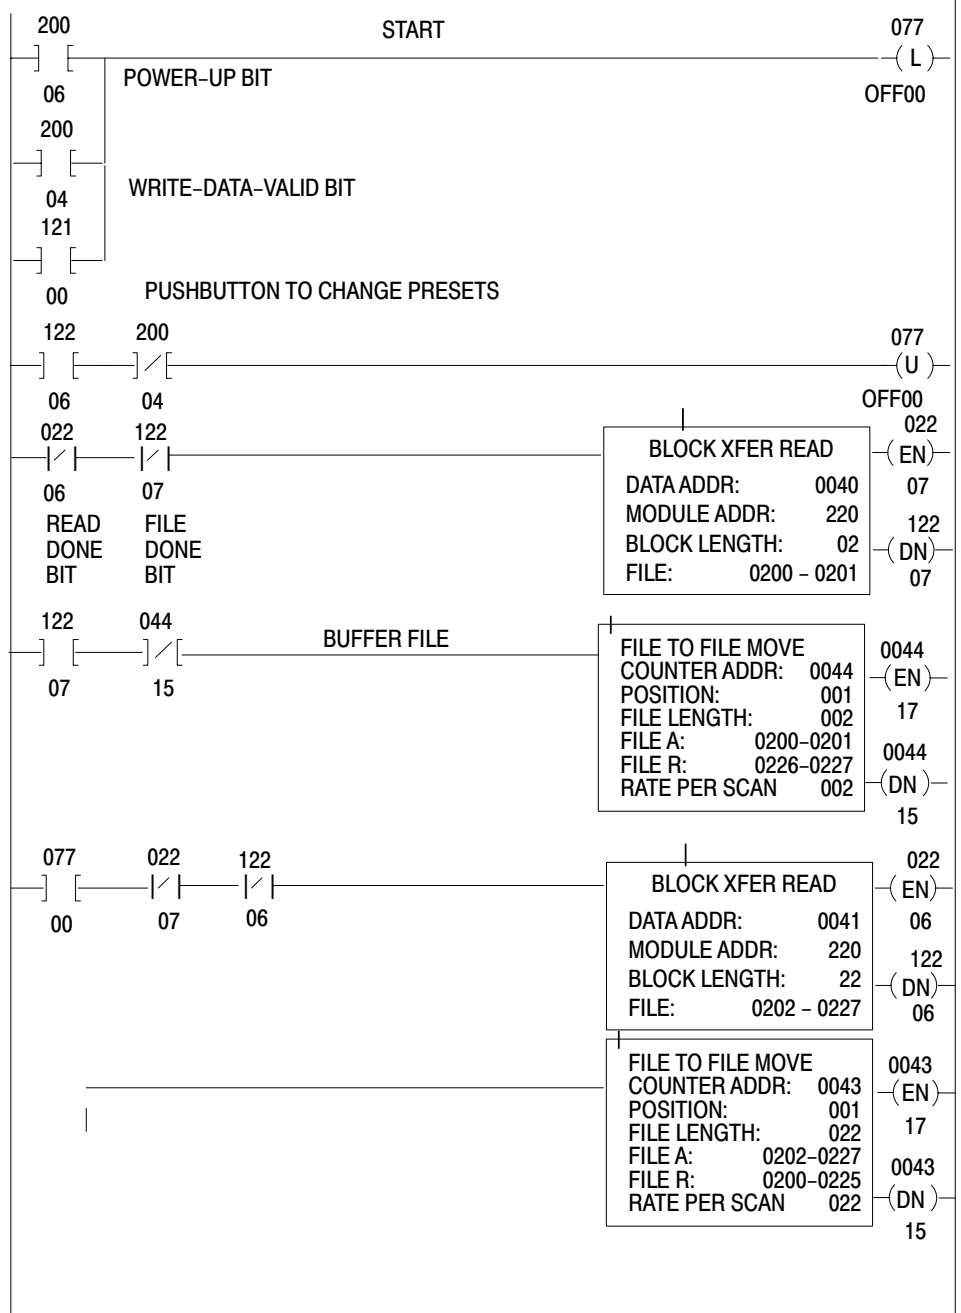 200 START 077
] [ ( L )
06 POWER–UP BIT OFF00
200
] [
04 WRITE–DATA–VALID BIT
121
] [
00 PUSHBUTTON TO CHANGE PRESETS
122 200 077
] [ ] / [ ( U )
06 04 OFF00
022 122 022
BLOCK XFER READ ( EN )
06 07 DATA ADDR: 0040 07
READ FILE MODULE ADDR: 220 122
DONE DONE BLOCK LENGTH: 02 ( DN )
BIT BIT FILE: 0200 – 0201 07
122 044 BUFFER FILE FILE TO FILE MOVE 0044
] [ ] / [ COUNTER ADDR: 0044 ( EN )
07 15 POSITION: 001 17
FILE LENGTH: 002
FILE A: 0200–0201 0044
FILE R: 0226–0227
RATE PER SCAN 002 ( DN )
15
077 022 122 022
] [ BLOCK XFER READ ( EN )
00 07 06 DATA ADDR: 0041 06
MODULE ADDR: 220 122
BLOCK LENGTH: 22 ( DN )
FILE: 0202 – 0227 06
FILE TO FILE MOVE 0043
COUNTER ADDR: 0043 ( EN )
POSITION: 001 17
FILE LENGTH: 022
FILE A: 0202–0227 0043
FILE R: 0200–0225
RATE PER SCAN 022 ( DN )
15